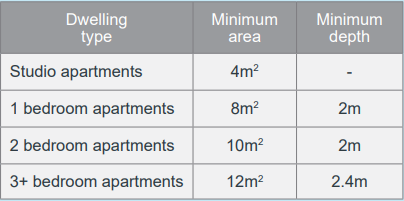 Dwelling type Minimum area Minimum depth
Studio apartments 4m² -
1 bedroom apartments 8m² 2m
2 bedroom apartments 10m² 2m
3+ bedroom apartments 12m² 2.4m